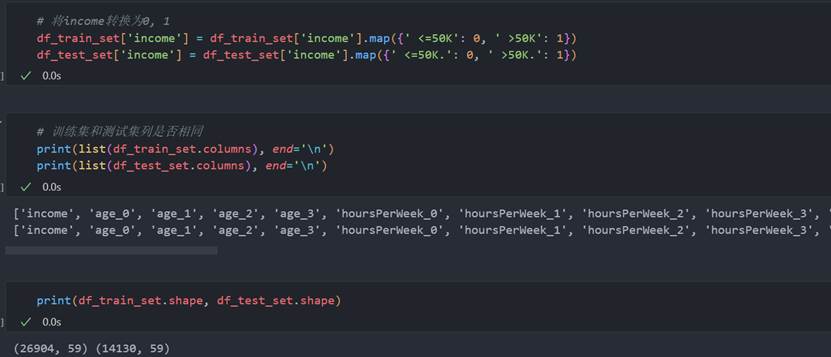 # 将income转换为0, 1
df_train_set['income'] = df_train_set['income'].map({' <=50K': 0, ' >50K': 1})
df_test_set['income'] = df_test_set['income'].map({' <=50K.': 0, ' >50K.': 1})
] ✓ 0.0s
# 训练集和测试集列是否相同
print(list(df_train_set.columns), end='\n')
print(list(df_test_set.columns), end='\n')
] ✓ 0.0s
['income', 'age_0', 'age_1', 'age_2', 'age_3', 'hoursPerWeek_0', 'hoursPerWeek_1', 'hoursPerWeek_2', 'hoursPerWeek_3', '
['income', 'age_0', 'age_1', 'age_2', 'age_3', 'hoursPerWeek_0', 'hoursPerWeek_1', 'hoursPerWeek_2', 'hoursPerWeek_3', '
print(df_train_set.shape, df_test_set.shape)
] ✓ 0.0s
(26904, 59) (14130, 59)